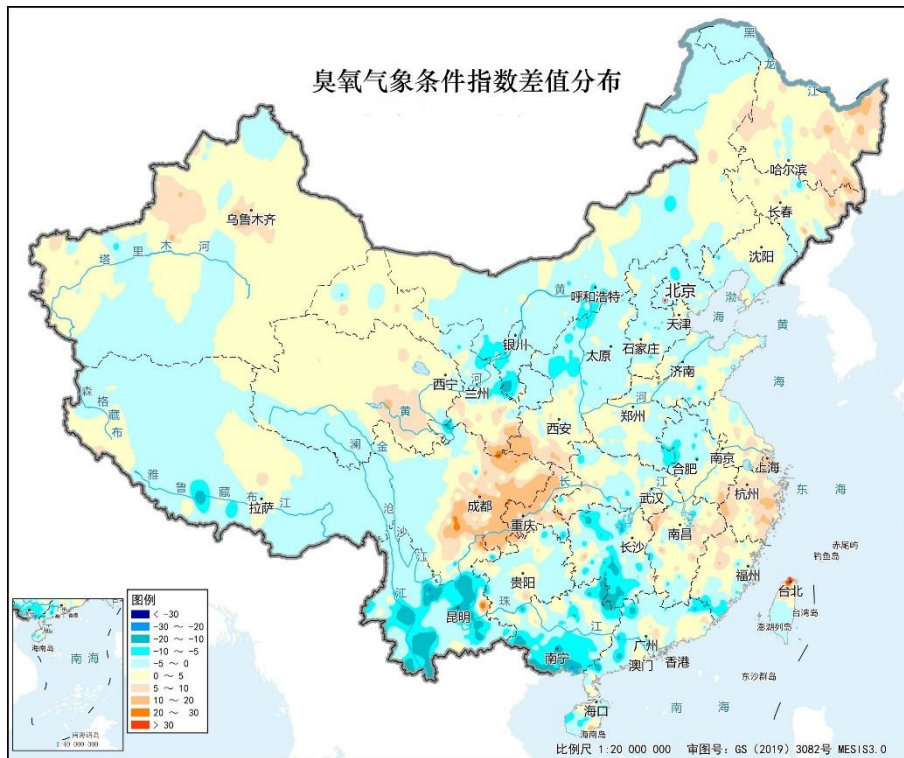 臭氧气象条件指数差值分布
黑
龙
江
哈尔滨
长春
沈阳
乌鲁木齐
塔里木河
呼和浩特
北京
天津
渤海
黄海
黄
河
银川
太原
石家庄
济南
西宁
兰州
黄
河
郑州
西安
森格藏布
雅鲁藏布江
拉萨
澜沧江
金沙江
成都
重庆
长
江
武汉
合肥
南京
上海
杭州
东海
南昌
长沙
贵阳
福州
赤尾屿
钓鱼岛
台北
台湾岛
澎湖列岛
昆明
珠
江
南宁
广州
澳门
香港
东沙群岛
海口
海南岛
南海
海南岛
南海
南海诸岛
1:40 000 000
图例
< -30
-30 ～ -20
-20 ～ -10
-10 ～ -5
-5 ～ 0
0 ～ 5
5 ～ 10
10 ～ 20
20 ～ 30
> 30
比例尺 1:20 000 000 审图号: GS (2019) 3082号 MESIS3.0